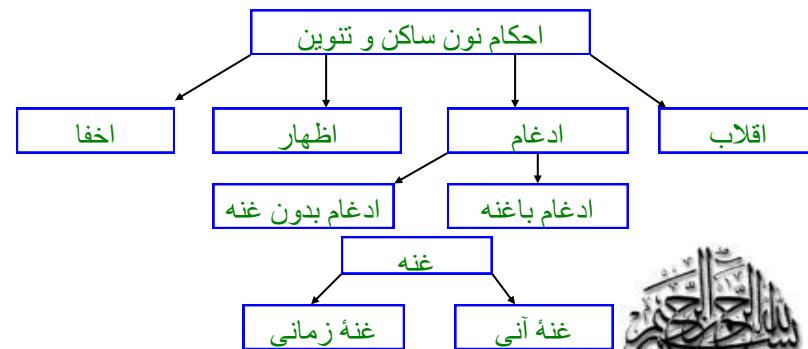 احکام نون ساکن و تنوین
اقلاب
ادغام
اظهار
اخفا
ادغام باغنه
ادغام بدون غنه
غنه
غنهٔ آنی
غنهٔ زمانی